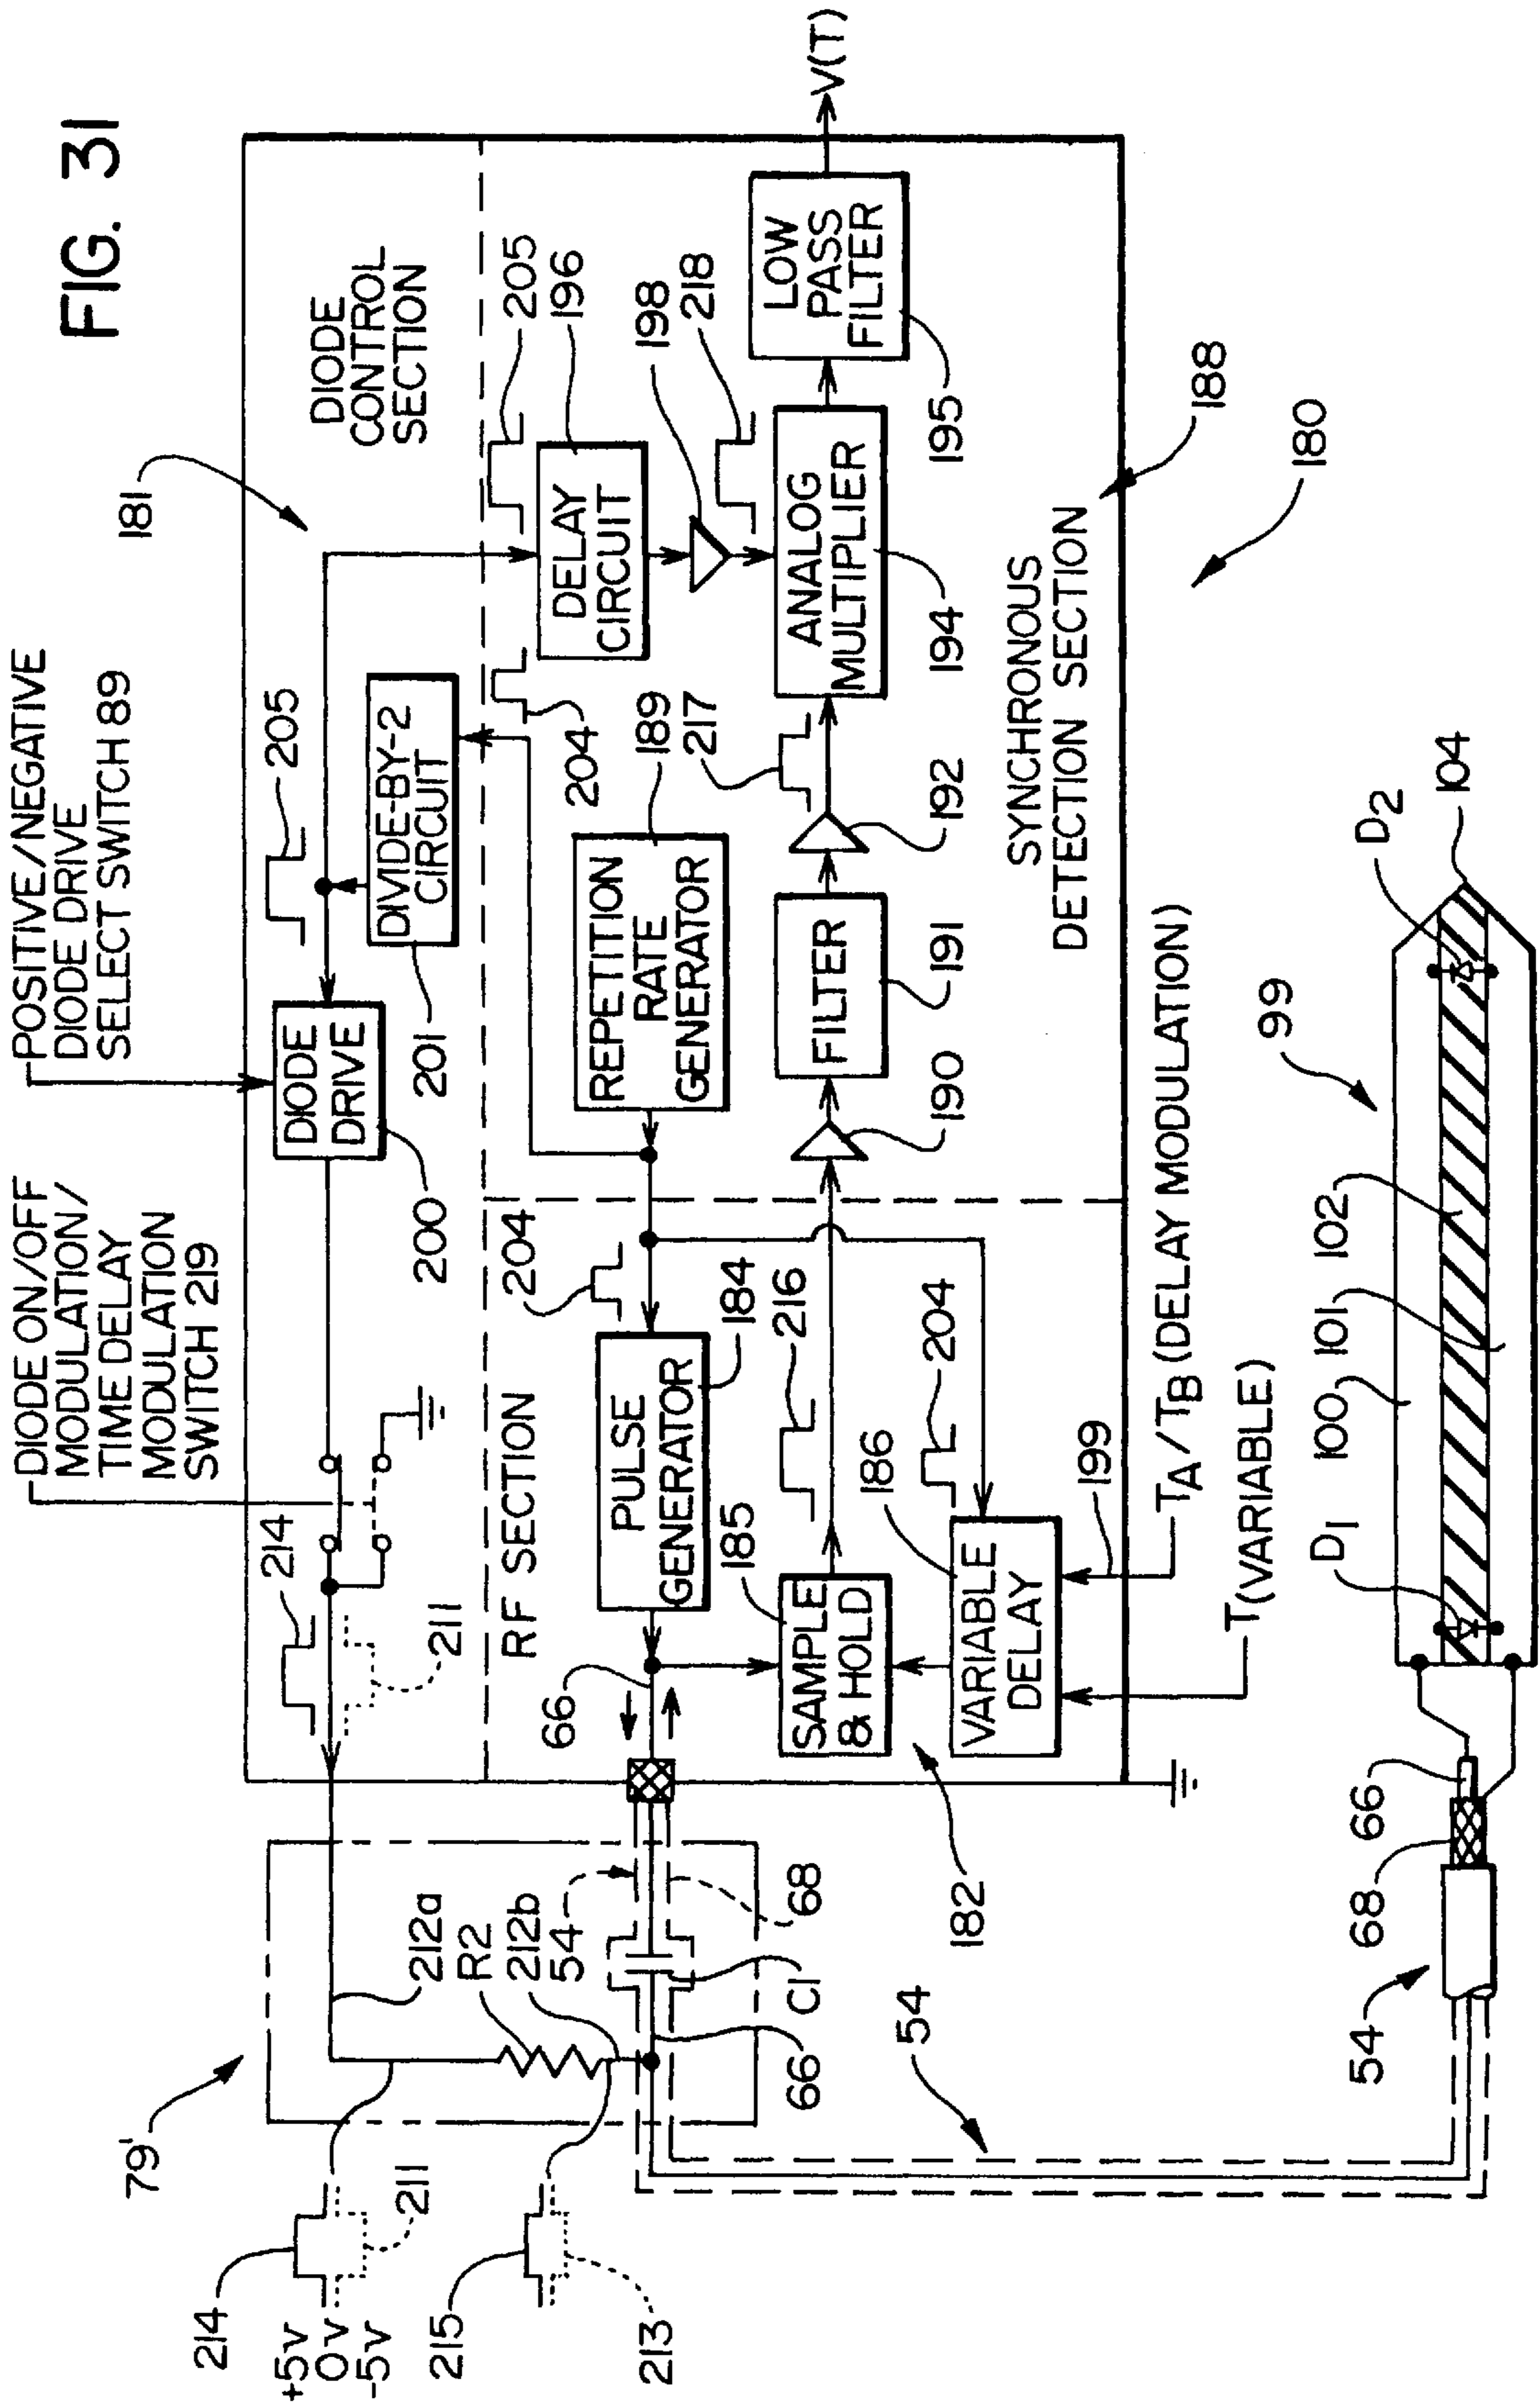 FIG. 31
POSITIVE/NEGATIVE
DIODE DRIVE
SELECT SWITCH 89
DIODE ON/OFF
MODULATION/
TIME DELAY
MODULATION
SWITCH 219
181
DIODE
CONTROL
SECTION
79'
214
+5v
0v
-5v
211
215
213
212a
R2
212b
54
68
C1
66
214
211
DIODE
DRIVE
200
205
DIVIDE-BY-2
CIRCUIT
201
204
205
196
DELAY
CIRCUIT
198
218
RF SECTION
66
PULSE
GENERATOR
184
204
REPETITION
RATE
GENERATOR
189
217
185
SAMPLE
& HOLD
216
190
FILTER
191
192
ANALOG
MULTIPLIER
194
LOW
PASS
FILTER
195
V(T)
182
186
VARIABLE
DELAY
204
199
SYNCHRONOUS
DETECTION SECTION
188
180
TA/TB (DELAY MODULATION)
T(VARIABLE)
54
54
68
66
D1
100
101
102
99
D2
104